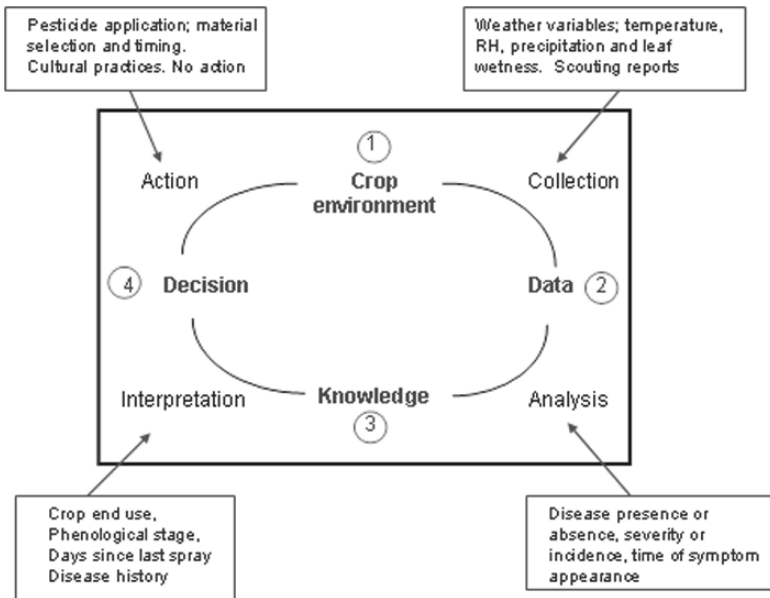 Pesticide application; material
selection and timing.
Cultural practices. No action
Weather variables; temperature,
RH, precipitation and leaf
wetness. Scouting reports
1
Action
Crop
environment
Collection
4
Decision
Data
2
Interpretation
Knowledge
3
Analysis
Crop end use,
Phenological stage,
Days since last spray
Disease history
Disease presence or
absence, severity or
incidence, time of symptom
appearance